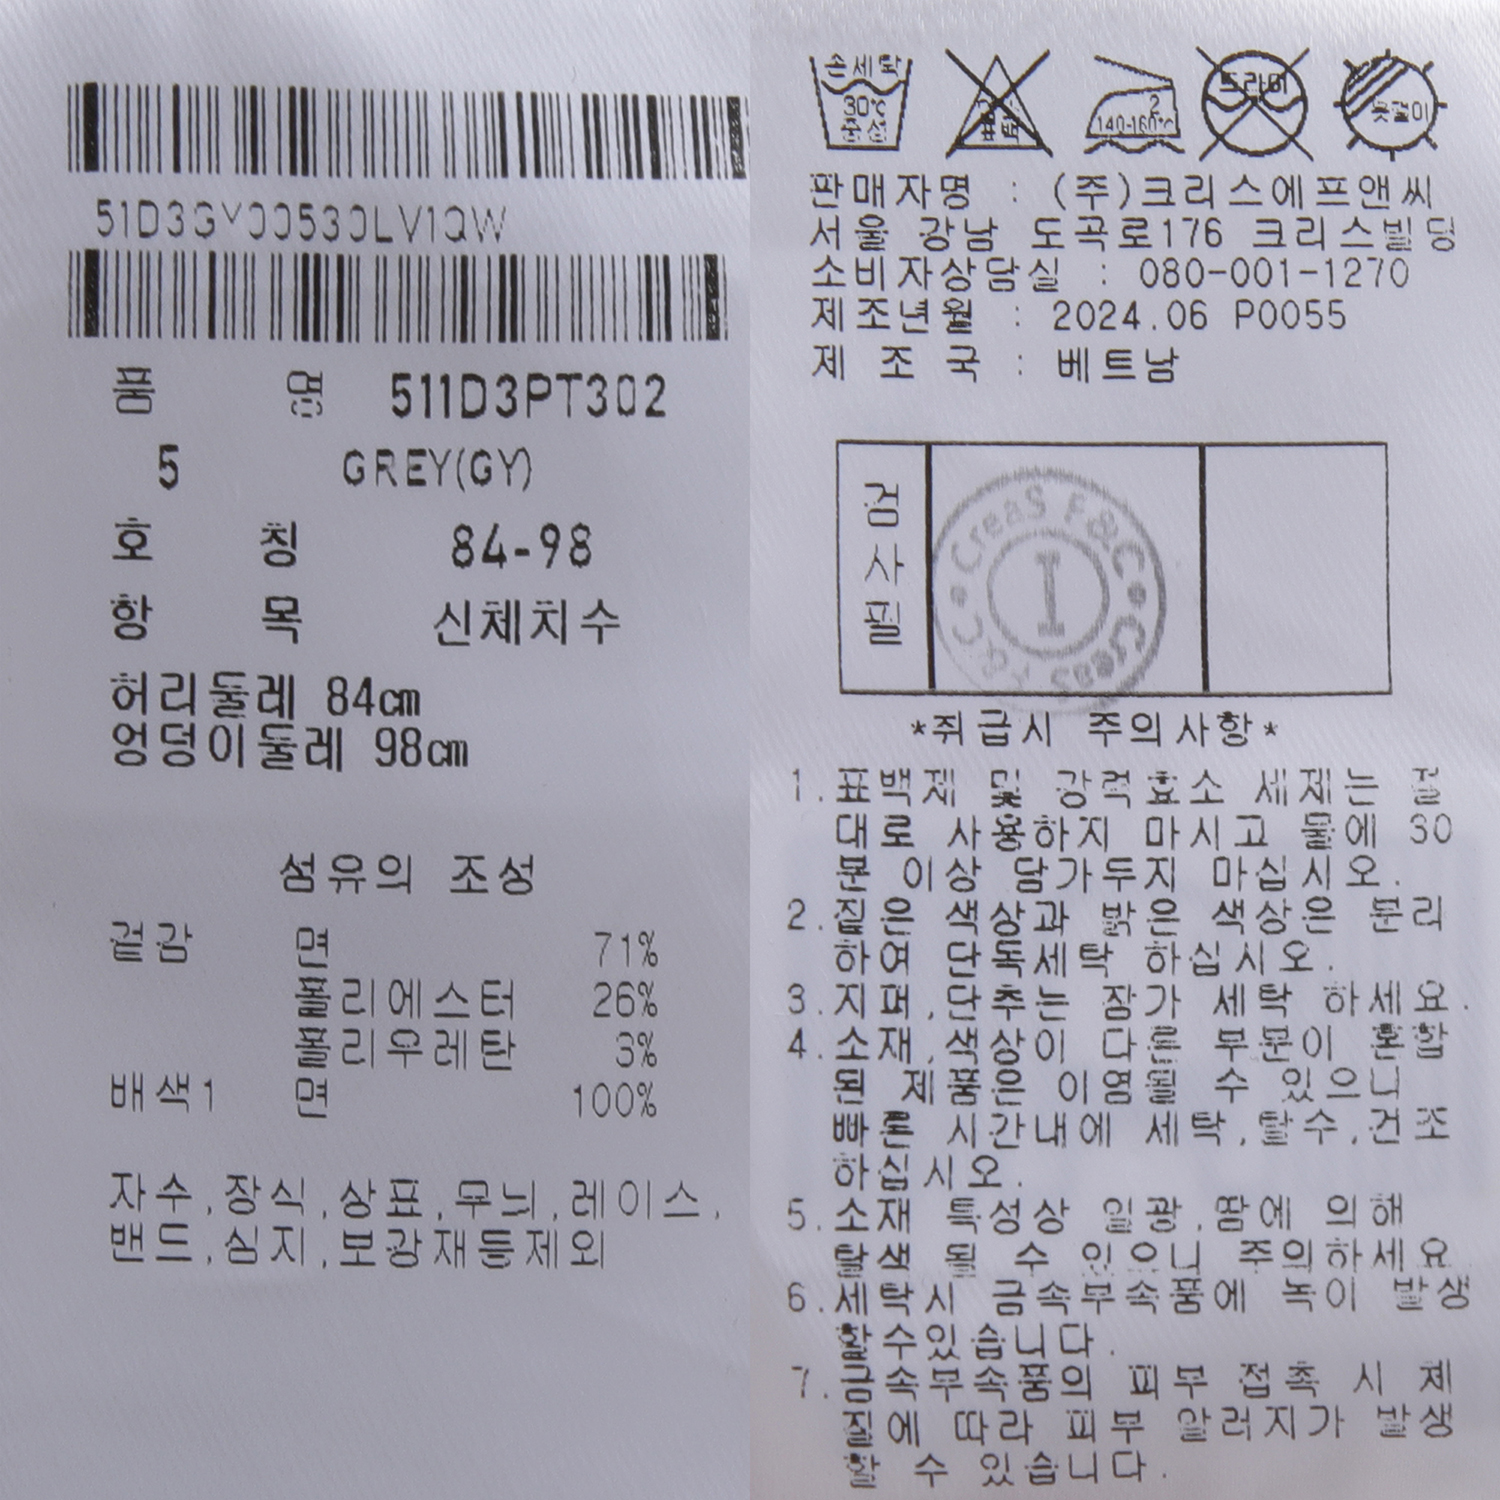 51D3GY00530LV1QW
품 명 511D3PT302
5 GREY(GY)
호 칭 84-98
항 목 신체치수
허리둘레 84cm
엉덩이둘레 98cm
섬유의 조성
겉감 면 71%
폴리에스터 26%
폴리우레탄 3%
배색1 면 100%
자수,장식,상표,무늬,레이스,
밴드,심지,보강재등제외
손세탁
30℃
중성
표백
2
140-160℃
드라이
옷걸이
판매자명 : (주)크리스에프앤씨
서울 강남 도곡로176 크리스빌딩
소비자상담실 : 080-001-1270
제조년월 : 2024.06 P0055
제 조 국 : 베트남
검사필
CreaS F&C
I
CreaS F&C
*취급시 주의사항*
1.표백제 및 강력효소 세제는 절
대로 사용하지 마시고 물에 30
분 이상 담가두지 마십시오.
2.짙은 색상과 밝은 색상은 분리
하여 단독세탁 하십시오.
3.지퍼,단추는 잠가 세탁 하세요.
4.소재,색상이 다른 부분이 혼합
된 제품은 이염될 수 있으니
빠른 시간내에 세탁,탈수,건조
하십시오.
5.소재 특성상 일광,땀에 의해
탈색 될 수 있으니 주의하세요
6.세탁시 금속부속품에 녹이 발생
할수있습니다.
7.금속부속품의 피부 접촉 시 체
질에 따라 피부 알러지가 발생
할 수 있습니다.